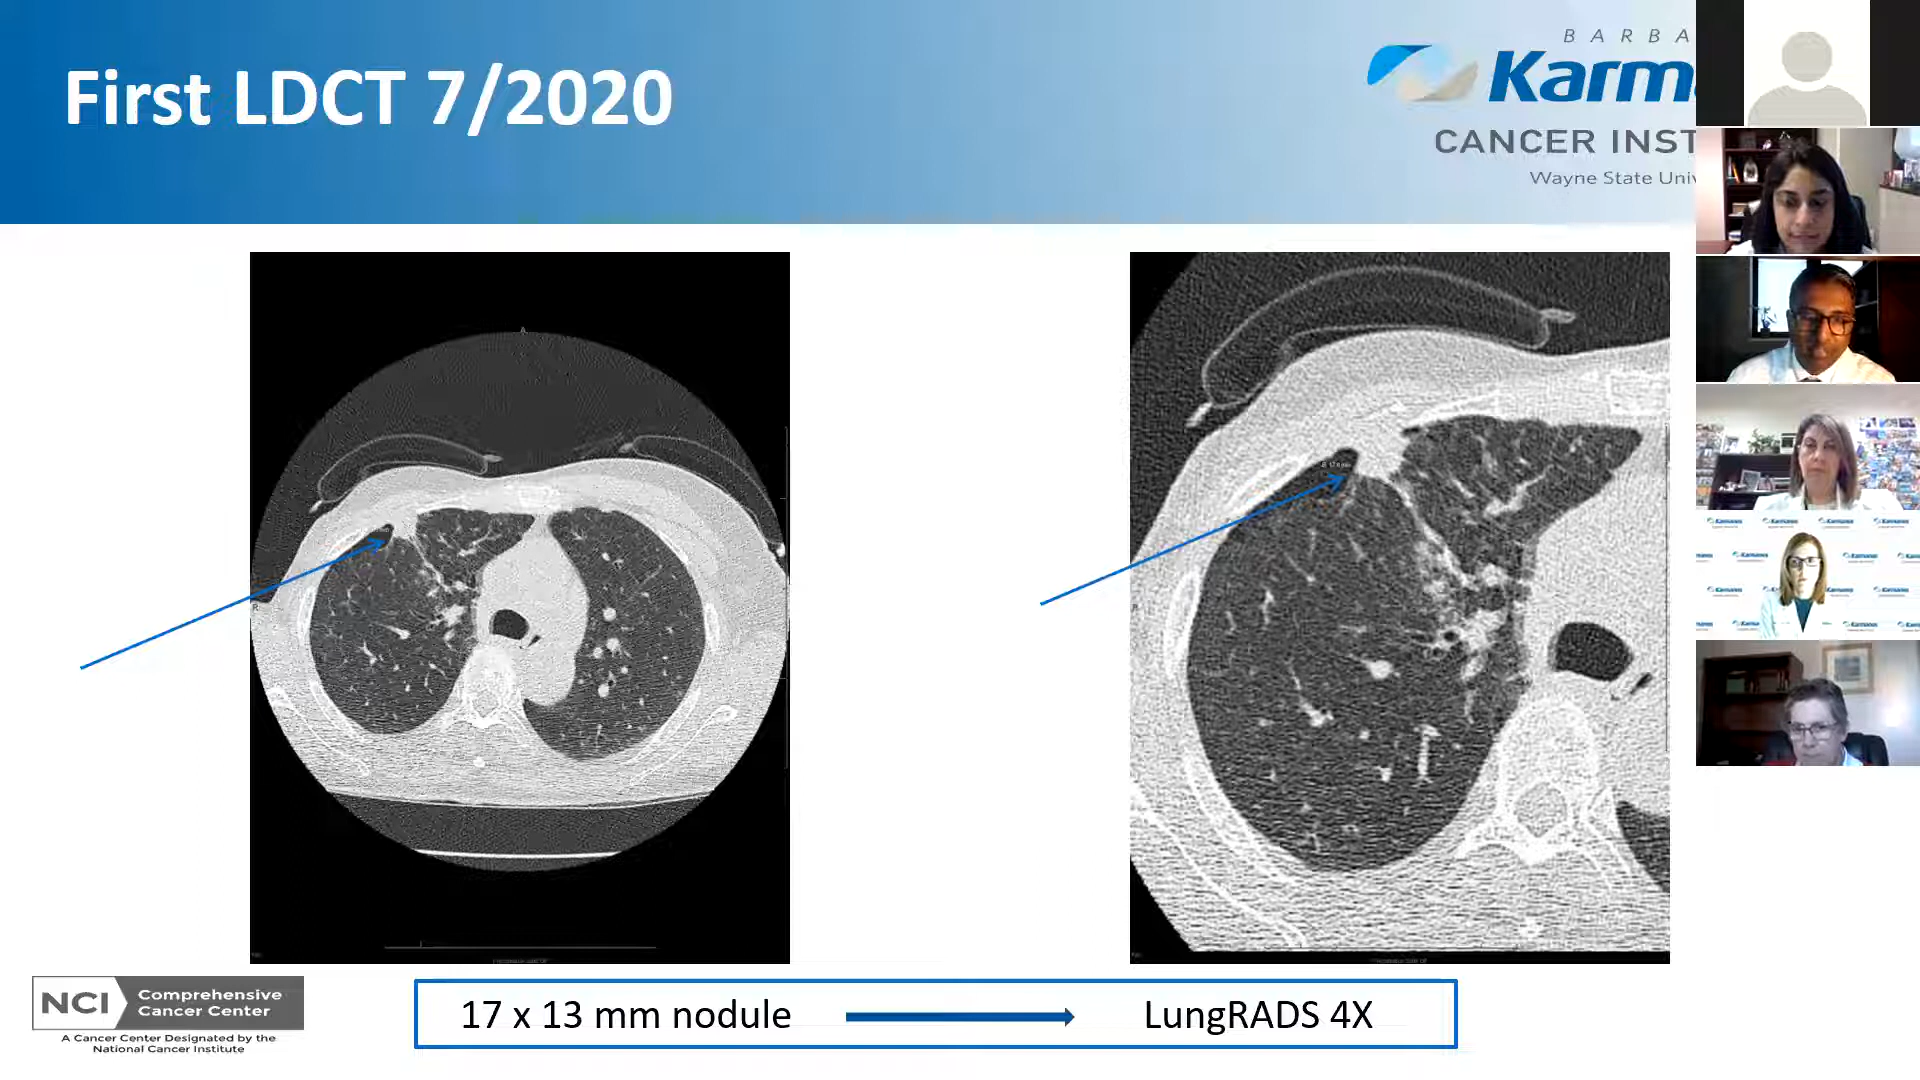 First LDCT 7/2020
BARBA
Karm
CANCER INST
Wayne State Univ
A
R
R
17 x 13 mm nodule
LungRADS 4X
NCI
Comprehensive
Cancer Center
A Cancer Center Designated by the
National Cancer Institute